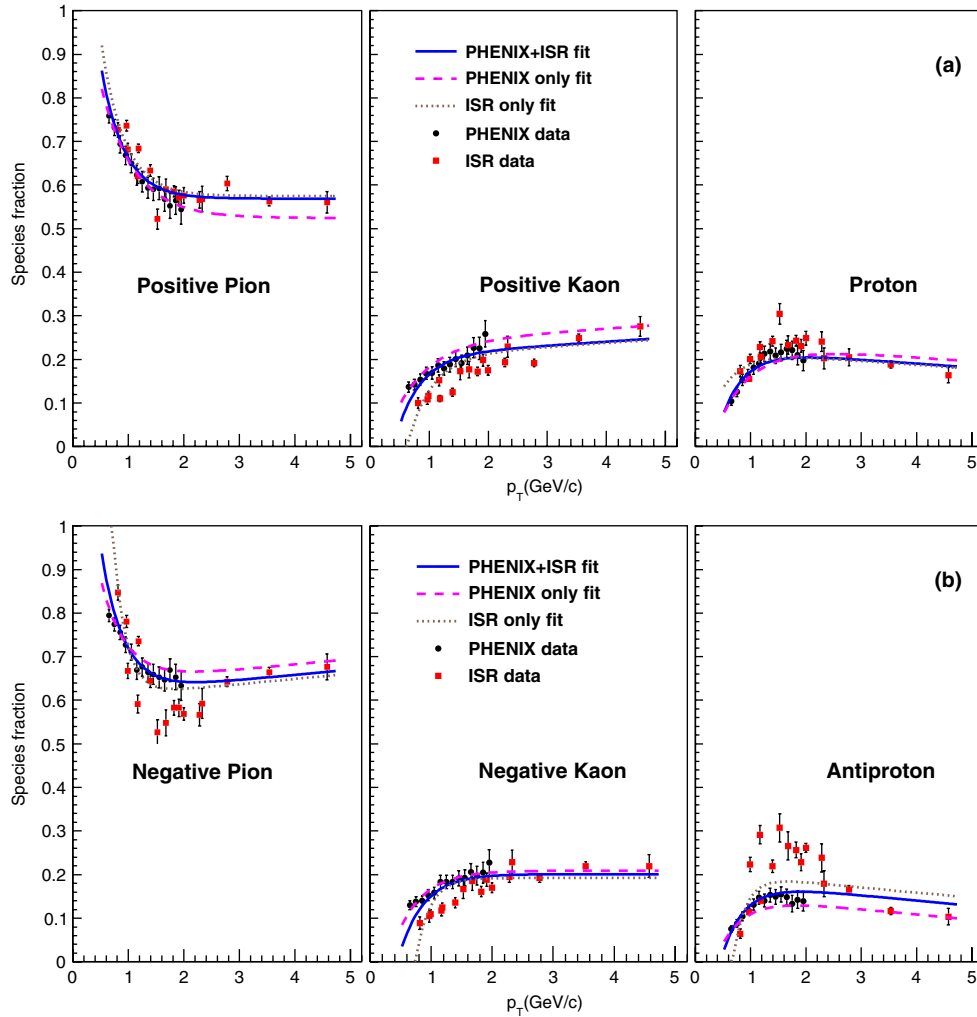 Species fraction
1
0.9
0.8
0.7
0.6
0.5
0.4
0.3
0.2
0.1
0
PHENIX+ISR fit
PHENIX only fit
ISR only fit
PHENIX data
ISR data
(a)
Positive Pion
Positive Kaon
Proton
0 1 2 3 4 5
1 2 3 4 5
1 2 3 4 5
p_T(GeV/c)
Species fraction
1
0.9
0.8
0.7
0.6
0.5
0.4
0.3
0.2
0.1
0
PHENIX+ISR fit
PHENIX only fit
ISR only fit
PHENIX data
ISR data
(b)
Negative Pion
Negative Kaon
Antiproton
0 1 2 3 4 5
1 2 3 4 5
1 2 3 4 5
p_T(GeV/c)